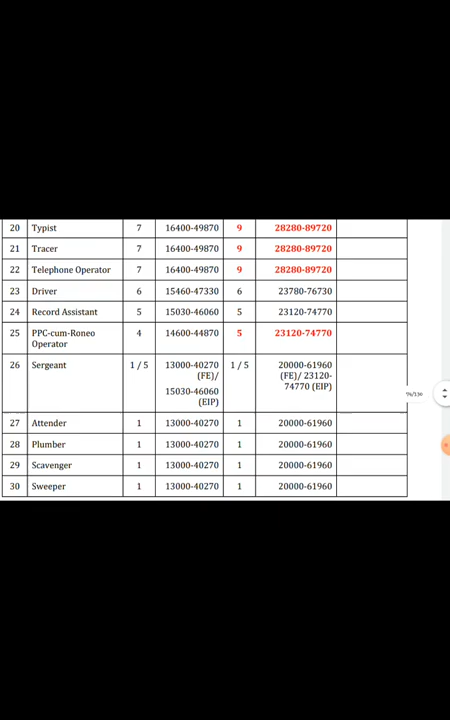 20 Typist 7 16400-49870 9 28280-89720
21 Tracer 7 16400-49870 9 28280-89720
22 Telephone Operator 7 16400-49870 9 28280-89720
23 Driver 6 15460-47330 6 23780-76730
24 Record Assistant 5 15030-46060 5 23120-74770
25 PPC-cum-Roneo 4 14600-44870 5 23120-74770
Operator
26 Sergeant 1 / 5 13000-40270 1 / 5 20000-61960
(FE)/ (FE)/ 23120-
15030-46060 74770 (EIP)
(EIP)
27 Attender 1 13000-40270 1 20000-61960
28 Plumber 1 13000-40270 1 20000-61960
29 Scavenger 1 13000-40270 1 20000-61960
30 Sweeper 1 13000-40270 1 20000-61960